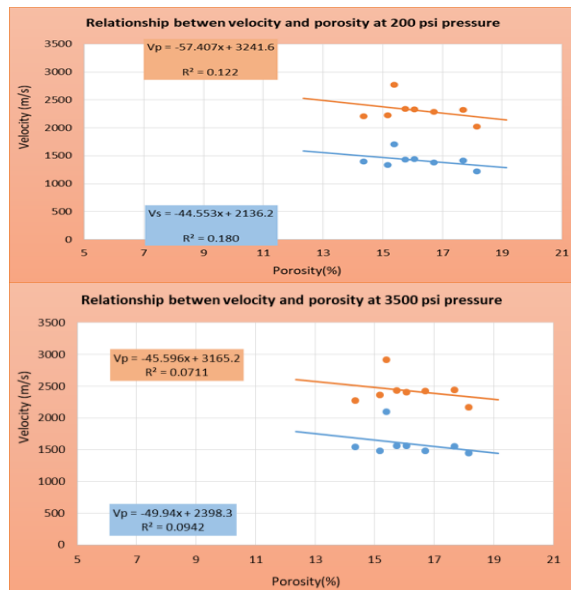 Relationship betwen velocity and porosity at 200 psi pressure
Vp = -57.407x + 3241.6
R² = 0.122
Vs = -44.553x + 2136.2
R² = 0.180
Velocity (m/s)
3500
3000
2500
2000
1500
1000
500
0
5 7 9 11 13 15 17 19 21
Porosity(%)
Relationship betwen velocity and porosity at 3500 psi pressure
Vp = -45.596x + 3165.2
R² = 0.0711
Vp = -49.94x + 2398.3
R² = 0.0942
Velocity (m/s)
3500
3000
2500
2000
1500
1000
500
0
5 7 9 11 13 15 17 19 21
Porosity(%)